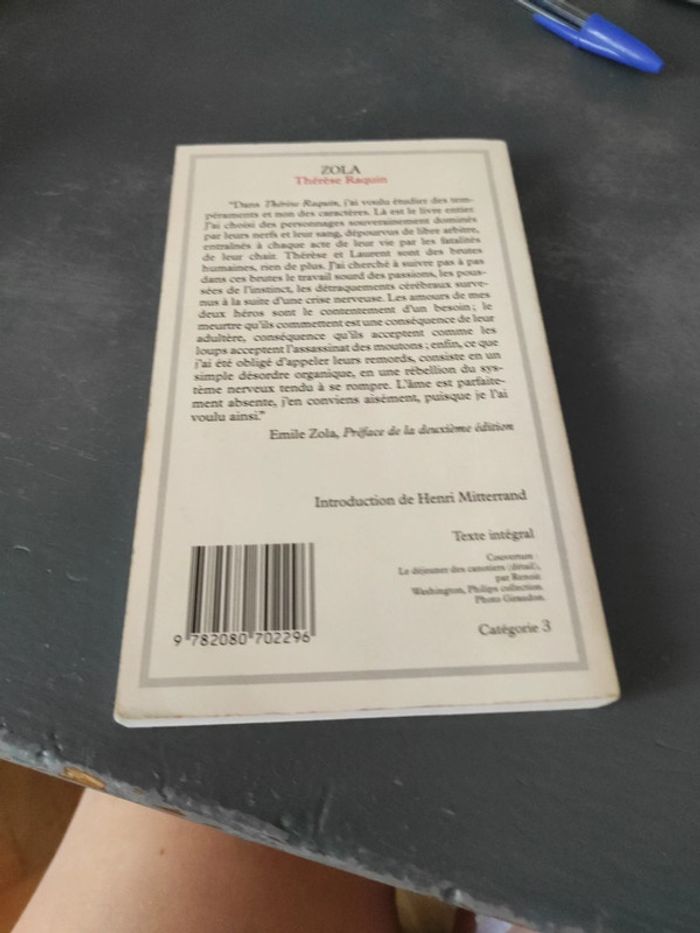 ZOLA
Thérèse Raquin
"Dans Thérèse Raquin, j'ai voulu étudier des tem-
péraments et non des caractères. Là est le livre entier.
J'ai choisi des personnages souverainement dominés
par leurs nerfs et leur sang, dépourvus de libre arbitre,
entraînés à chaque acte de leur vie par les fatalités
de leur chair. Thérèse et Laurent sont des brutes
humaines, rien de plus. J'ai cherché à suivre pas à pas
dans ces brutes le travail sourd des passions, les pous-
sées de l'instinct, les détraquements cérébraux surve-
nus à la suite d'une crise nerveuse. Les amours de mes
deux héros sont le contentement d'un besoin ; le
meurtre qu'ils commettent est une conséquence de leur
adultère, conséquence qu'ils acceptent comme les
loups acceptent l'assassinat des moutons ; enfin, ce que
j'ai été obligé d'appeler leurs remords, consiste en un
simple désordre organique, en une rébellion du sys-
tème nerveux tendu à se rompre. L'âme est parfaite-
ment absente, j'en conviens aisément, puisque je l'ai
voulu ainsi."
Emile Zola, Préface de la deuxième édition
Introduction de Henri Mitterrand
Texte intégral
Couverture :
Le déjeuner des canotiers (détail),
par Renoir
Washington, Philips collection.
Photo Giraudon.
Catégorie 3
9 782080 702296